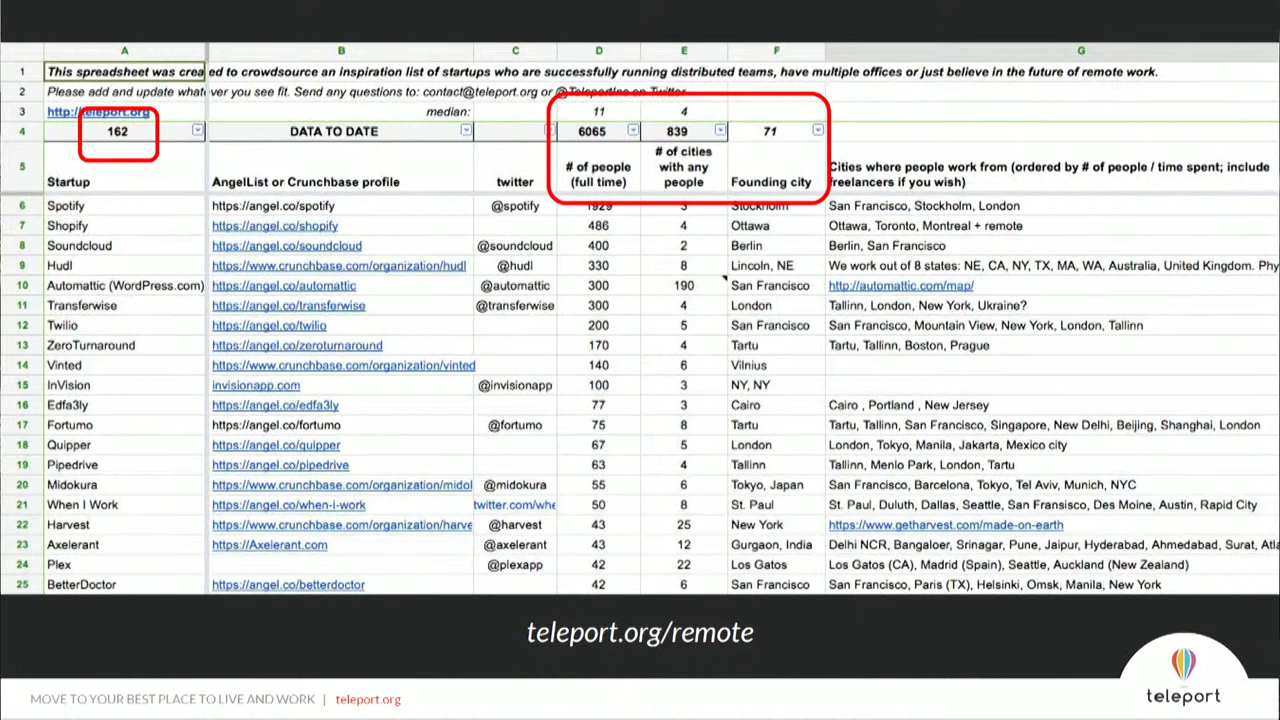 A B C D E F G
1 This spreadsheet was crea ed to crowdsource an inspiration list of startups who are successfully running distributed teams, have multiple offices or just believe in the future of remote work.
2 Please add and update what ver you see fit. Send any questions to: contact@teleport.org or @Teleportinc on Twitter
3 http://teleport.org median: 11 4
4 162 DATA TO DATE 6065 839 71
5 Startup AngelList or Crunchbase profile twitter # of people (full time) # of cities with any people Founding city Cities where people work from (ordered by # of people / time spent; include freelancers if you wish)
6 Spotify https://angel.co/spotify @spotify 1929 3 Stockholm San Francisco, Stockholm, London
7 Shopify https://angel.co/shopify 486 4 Ottawa Ottawa, Toronto, Montreal + remote
8 Soundcloud https://angel.co/soundcloud @soundcloud 400 2 Berlin Berlin, San Francisco
9 Hudl https://www.crunchbase.com/organization/hudl @hudl 330 8 Lincoln, NE We work out of 8 states: NE, CA, NY, TX, MA, WA, Australia, United Kingdom. Phy
10 Automattic (WordPress.com) https://angel.co/automattic @automattic 300 190 San Francisco http://automattic.com/map/
11 Transferwise https://angel.co/transferwise @transferwise 300 4 London Tallinn, London, New York, Ukraine?
12 Twilio https://angel.co/twilio 200 5 San Francisco San Francisco, Mountain View, New York, London, Tallinn
13 ZeroTurnaround https://angel.co/zeroturnaround 170 4 Tartu Tartu, Tallinn, Boston, Prague
14 Vinted https://www.crunchbase.com/organization/vinted 140 6 Vilnius
15 InVision invisionapp.com @invisionapp 100 3 NY, NY
16 Edfa3ly https://angel.co/edfa3ly 77 3 Cairo Cairo , Portland , New Jersey
17 Fortumo https://angel.co/fortumo @fortumo 75 8 Tartu Tartu, Tallinn, San Francisco, Singapore, New Delhi, Beijing, Shanghai, London
18 Quipper https://angel.co/quipper 67 5 London London, Tokyo, Manila, Jakarta, Mexico city
19 Pipedrive https://angel.co/pipedrive 63 4 Tallinn Tallinn, Menlo Park, London, Tartu
20 Midokura https://www.crunchbase.com/organization/midol @midokura 55 6 Tokyo, Japan San Francisco, Barcelona, Tokyo, Tel Aviv, Munich, NYC
21 When I Work https://angel.co/when-i-work twitter.com/whe 50 8 St. Paul St. Paul, Duluth, Dallas, Seattle, San Fransisco, Des Moine, Austin, Rapid City
22 Harvest https://www.crunchbase.com/organization/harve @harvest 43 25 New York https://www.getharvest.com/made-on-earth
23 Axelerant https://Axelerant.com @axelerant 43 12 Gurgaon, India Delhi NCR, Bangaloer, Srinagar, Pune, Jaipur, Hyderabad, Ahmedabad, Surat, Atla
24 Plex @plexapp 42 22 Los Gatos Los Gatos (CA), Madrid (Spain), Seattle, Auckland (New Zealand)
25 BetterDoctor https://angel.co/betterdoctor 42 6 San Francisco San Francisco, Paris (TX), Helsinki, Omsk, Manila, New York
teleport.org/remote
MOVE TO YOUR BEST PLACE TO LIVE AND WORK | teleport.org
teleport